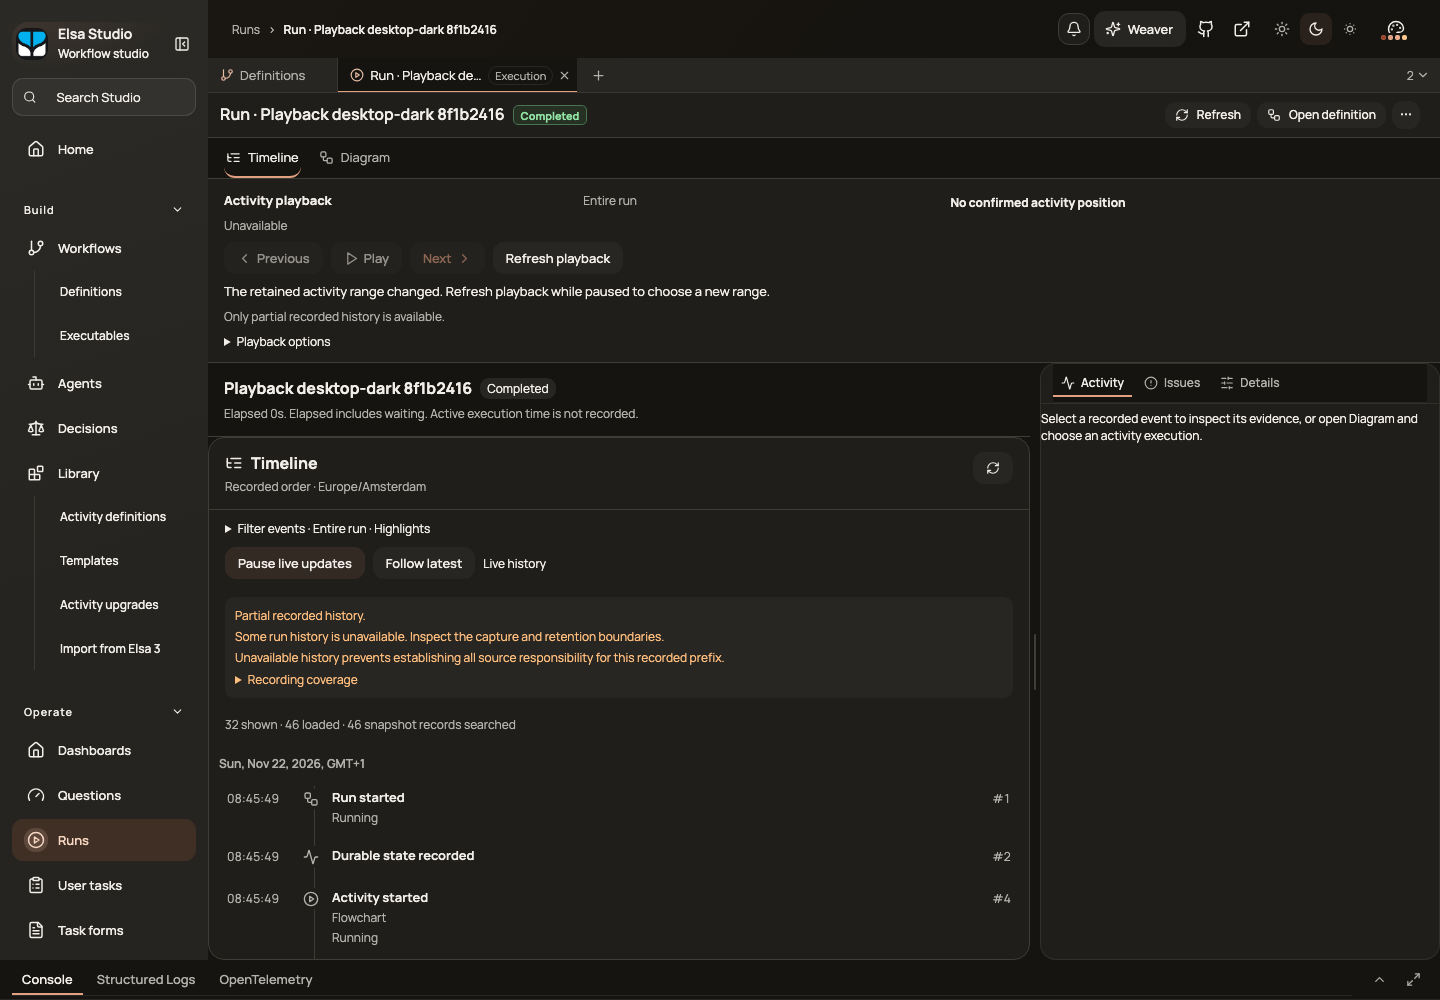 Elsa Studio
Workflow studio
Search Studio
Home
Build
Workflows
Definitions
Executables
Agents
Decisions
Library
Activity definitions
Templates
Activity upgrades
Import from Elsa 3
Operate
Dashboards
Questions
Runs
User tasks
Task forms
Runs › Run · Playback desktop-dark 8f1b2416
Weaver
Definitions
Run · Playback de... Execution
2
Run · Playback desktop-dark 8f1b2416 Completed
Refresh
Open definition
Timeline
Diagram
Activity playback
Entire run
No confirmed activity position
Unavailable
Previous
Play
Next
Refresh playback
The retained activity range changed. Refresh playback while paused to choose a new range.
Only partial recorded history is available.
Playback options
Playback desktop-dark 8f1b2416 Completed
Elapsed 0s. Elapsed includes waiting. Active execution time is not recorded.
Timeline
Recorded order · Europe/Amsterdam
Filter events · Entire run · Highlights
Pause live updates
Follow latest
Live history
Partial recorded history.
Some run history is unavailable. Inspect the capture and retention boundaries.
Unavailable history prevents establishing all source responsibility for this recorded prefix.
Recording coverage
32 shown · 46 loaded · 46 snapshot records searched
Sun, Nov 22, 2026, GMT+1
08:45:49 Run started #1
Running
08:45:49 Durable state recorded #2
08:45:49 Activity started #4
Flowchart
Running
Activity
Issues
Details
Select a recorded event to inspect its evidence, or open Diagram and
choose an activity execution.
Console
Structured Logs
OpenTelemetry